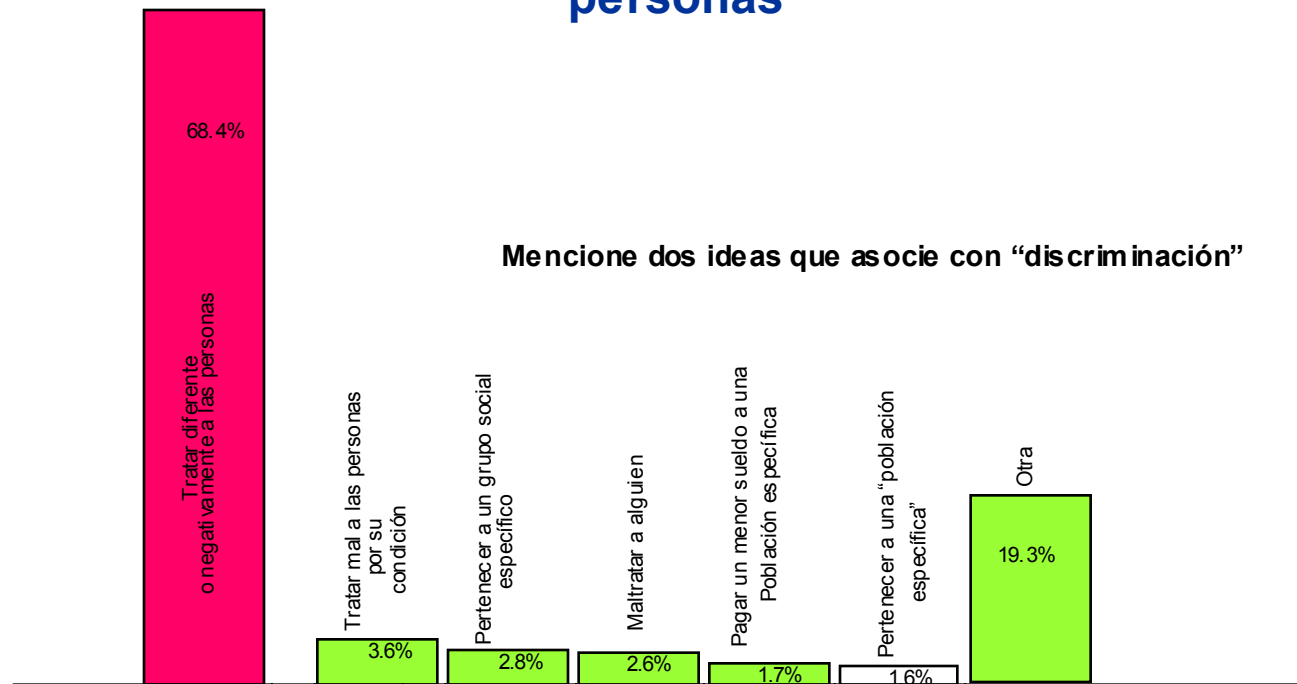 personas
68.4%
Mencione dos ideas que asocie con “discriminación”
Tratar diferente
o negativamente a las personas
Tratar mal a las personas
por su
condición
3.6%
Pertenecer a un grupo social
específico
2.8%
Maltratar a alguien
2.6%
Pagar un menor sueldo a una
Población específica
1.7%
Pertenecer a una “población
específica”
1.6%
Otra
19.3%